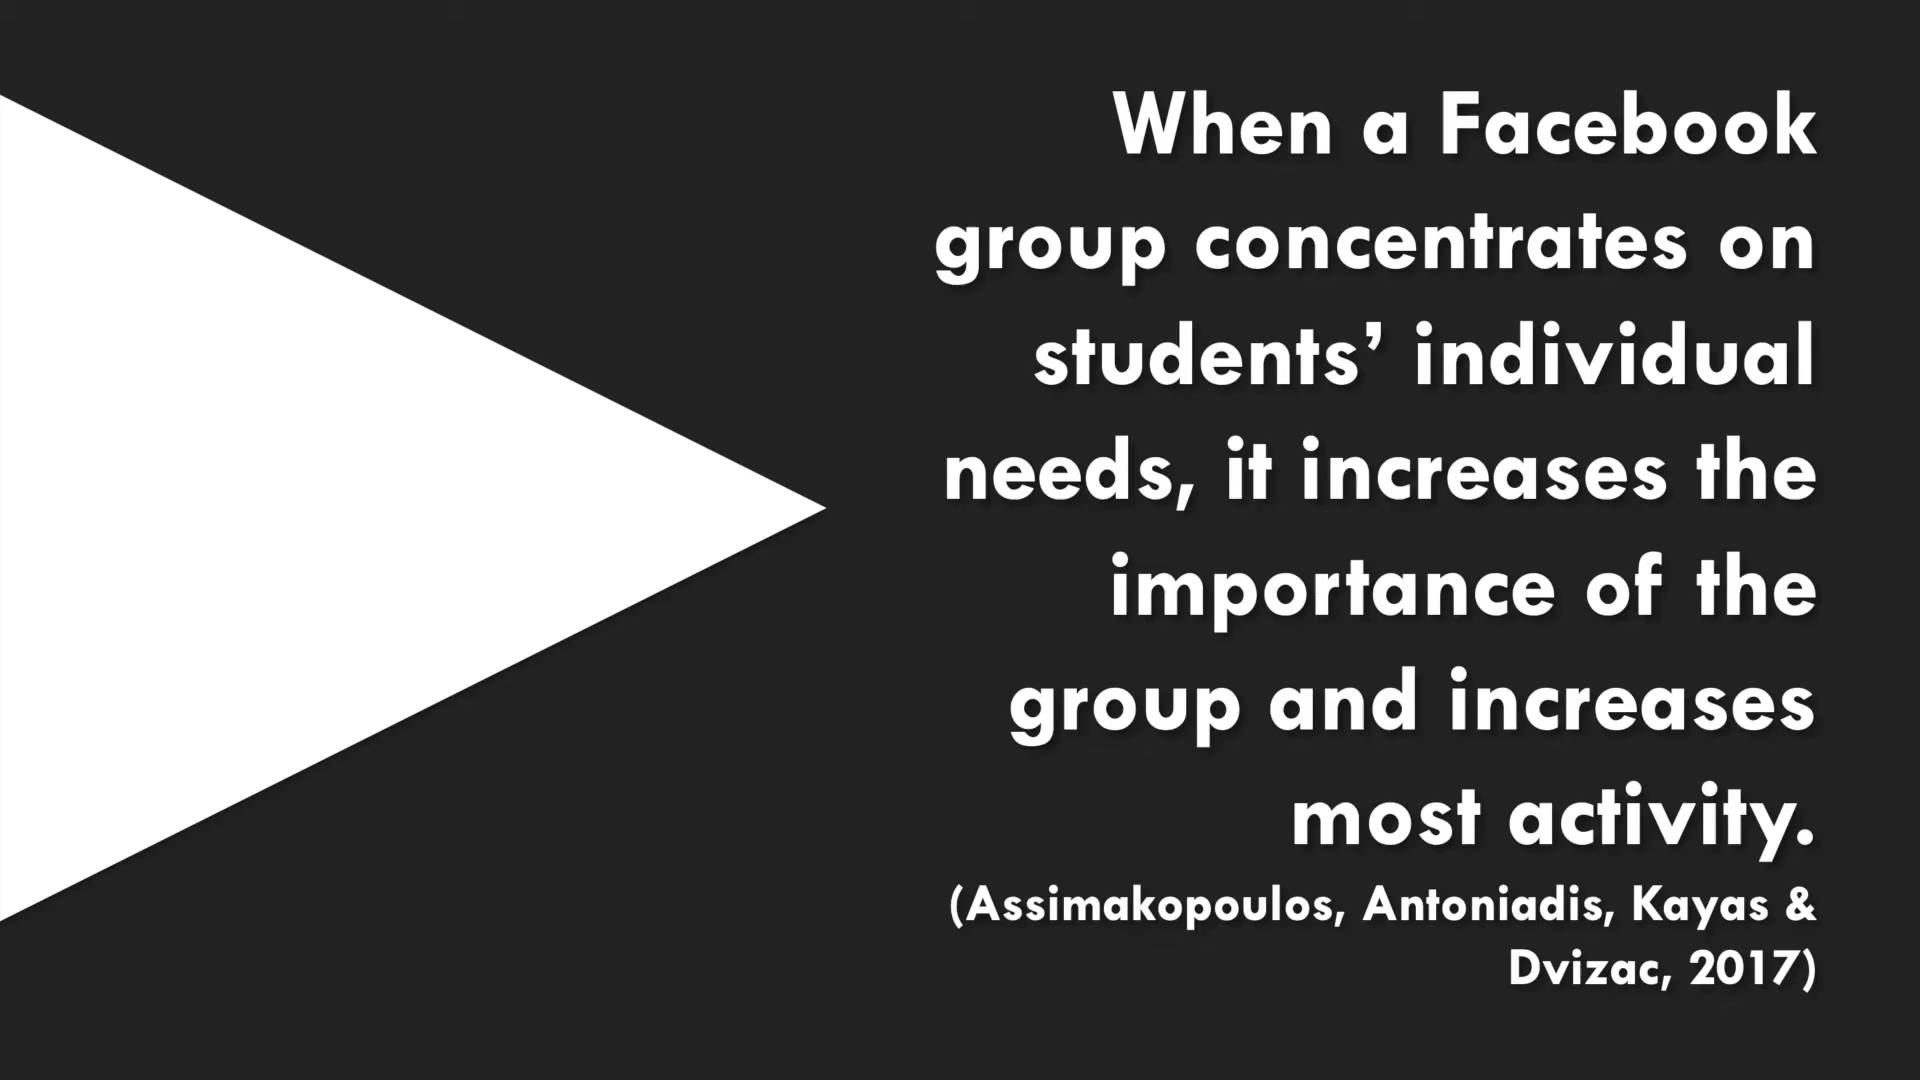 When a Facebook
group concentrates on
students’ individual
needs, it increases the
importance of the
group and increases
most activity.
(Assimakopoulos, Antoniadis, Kayas &
Dvizac, 2017)